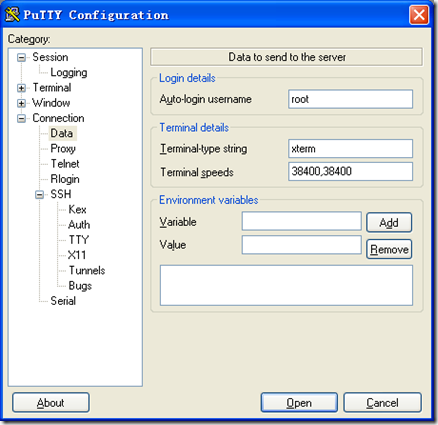 PuTTY Configuration
Category:
Session
Logging
Terminal
Window
Connection
Data
Proxy
Telnet
Rlogin
SSH
Kex
Auth
TTY
X11
Tunnels
Bugs
Serial
Data to send to the server
Login details
Auto-login username root
Terminal details
Terminal-type string xterm
Terminal speeds 38400,38400
Environment variables
Variable Add
Value Remove
About Open Cancel